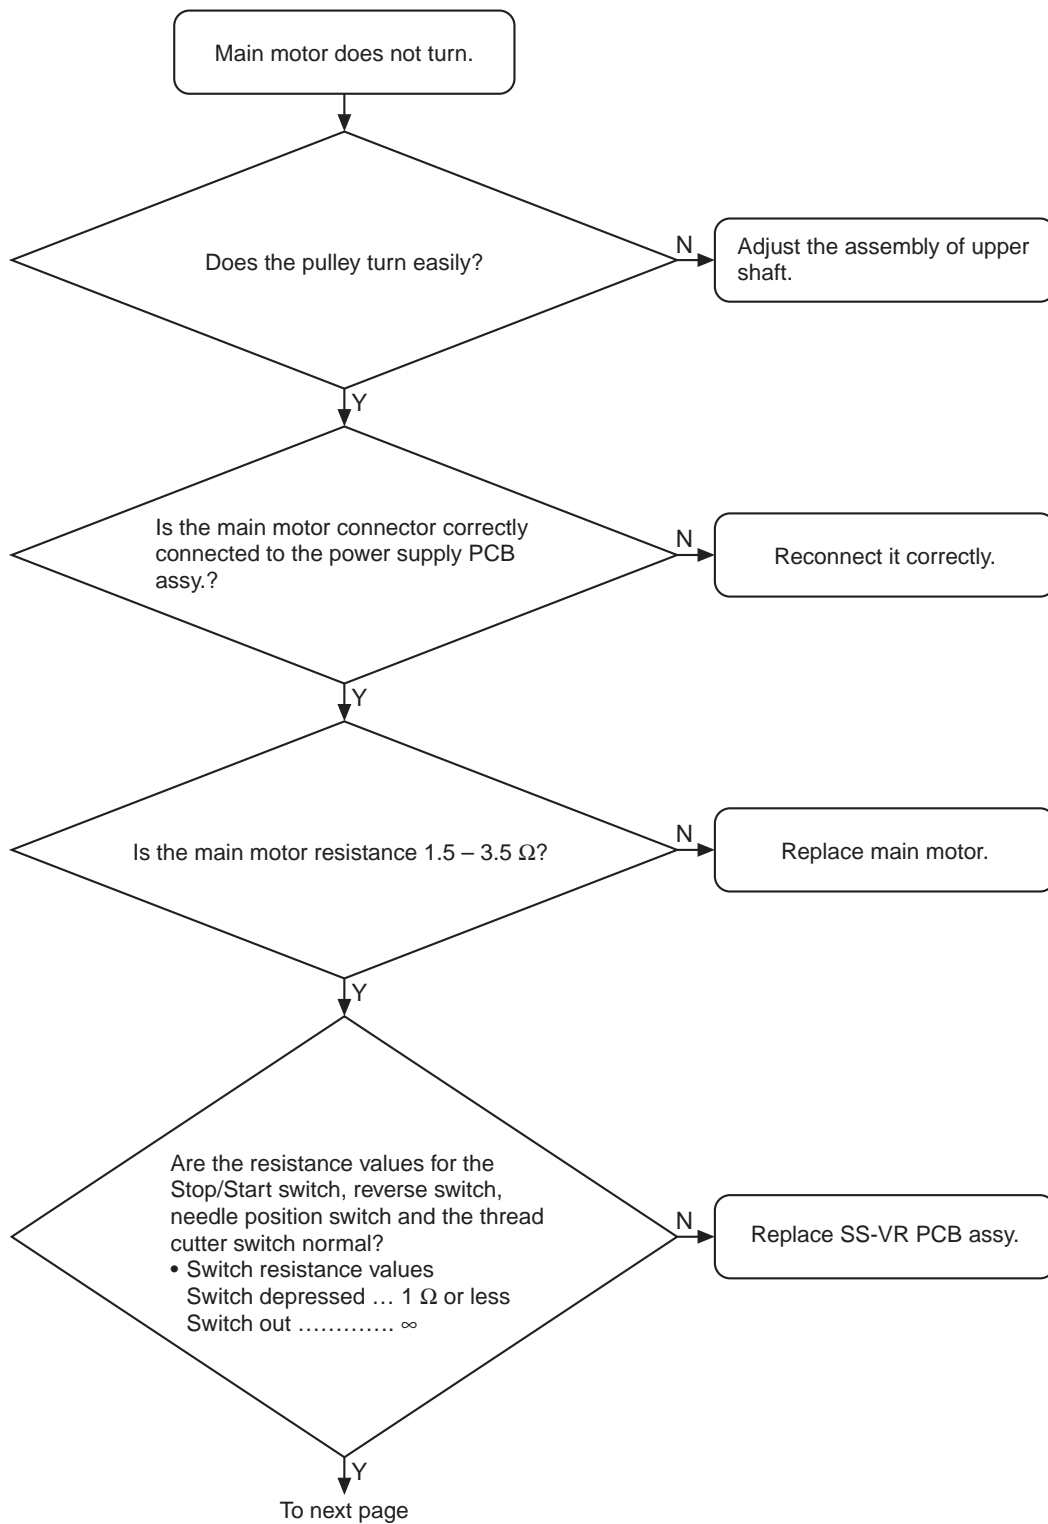 Main motor does not turn.
Does the pulley turn easily?
N
Adjust the assembly of upper
shaft.
Y
Is the main motor connector correctly
connected to the power supply PCB
assy.?
N
Reconnect it correctly.
Y
Is the main motor resistance 1.5 – 3.5 Ω?
N
Replace main motor.
Y
Are the resistance values for the
Stop/Start switch, reverse switch,
needle position switch and the thread
cutter switch normal?
• Switch resistance values
Switch depressed … 1 Ω or less
Switch out …………. ∞
N
Replace SS-VR PCB assy.
Y
To next page